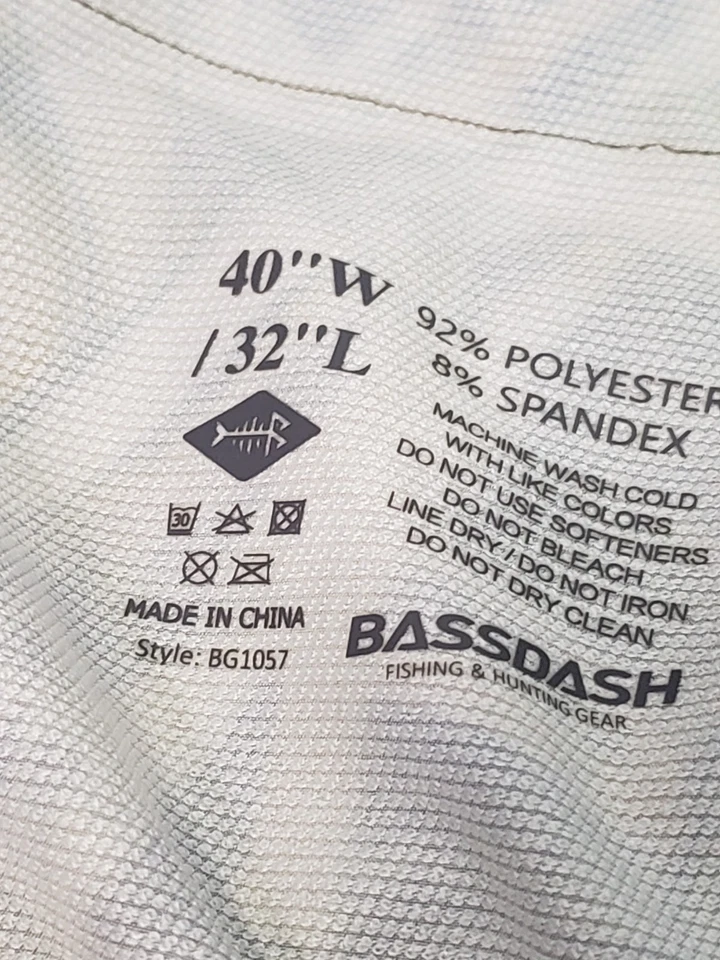 40"W
/32"L
30
MADE IN CHINA
Style: BG1057
92% POLYESTER
8% SPANDEX
MACHINE WASH COLD
WITH LIKE COLORS
DO NOT USE SOFTENERS
DO NOT BLEACH
LINE DRY / DO NOT IRON
DO NOT DRY CLEAN
BASSDASH
FISHING & HUNTING GEAR